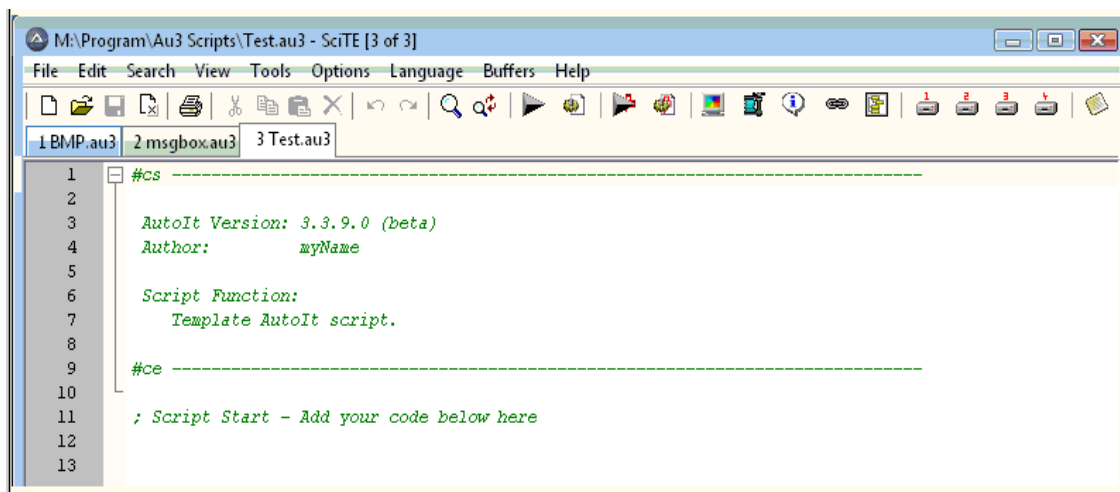 M:\Program\Au3 Scripts\Test.au3 - SciTE [3 of 3]
File Edit Search View Tools Options Language Buffers Help
1 2 3
1 BMP.au3 2 msgbox.au3 3 Test.au3
1 #cs ----------------------------------------------------------------------------
2
3 AutoIt Version: 3.3.9.0 (beta)
4 Author: myName
5
6 Script Function:
7 Template AutoIt script.
8
9 #ce ----------------------------------------------------------------------------
10
11 ; Script Start - Add your code below here
12
13